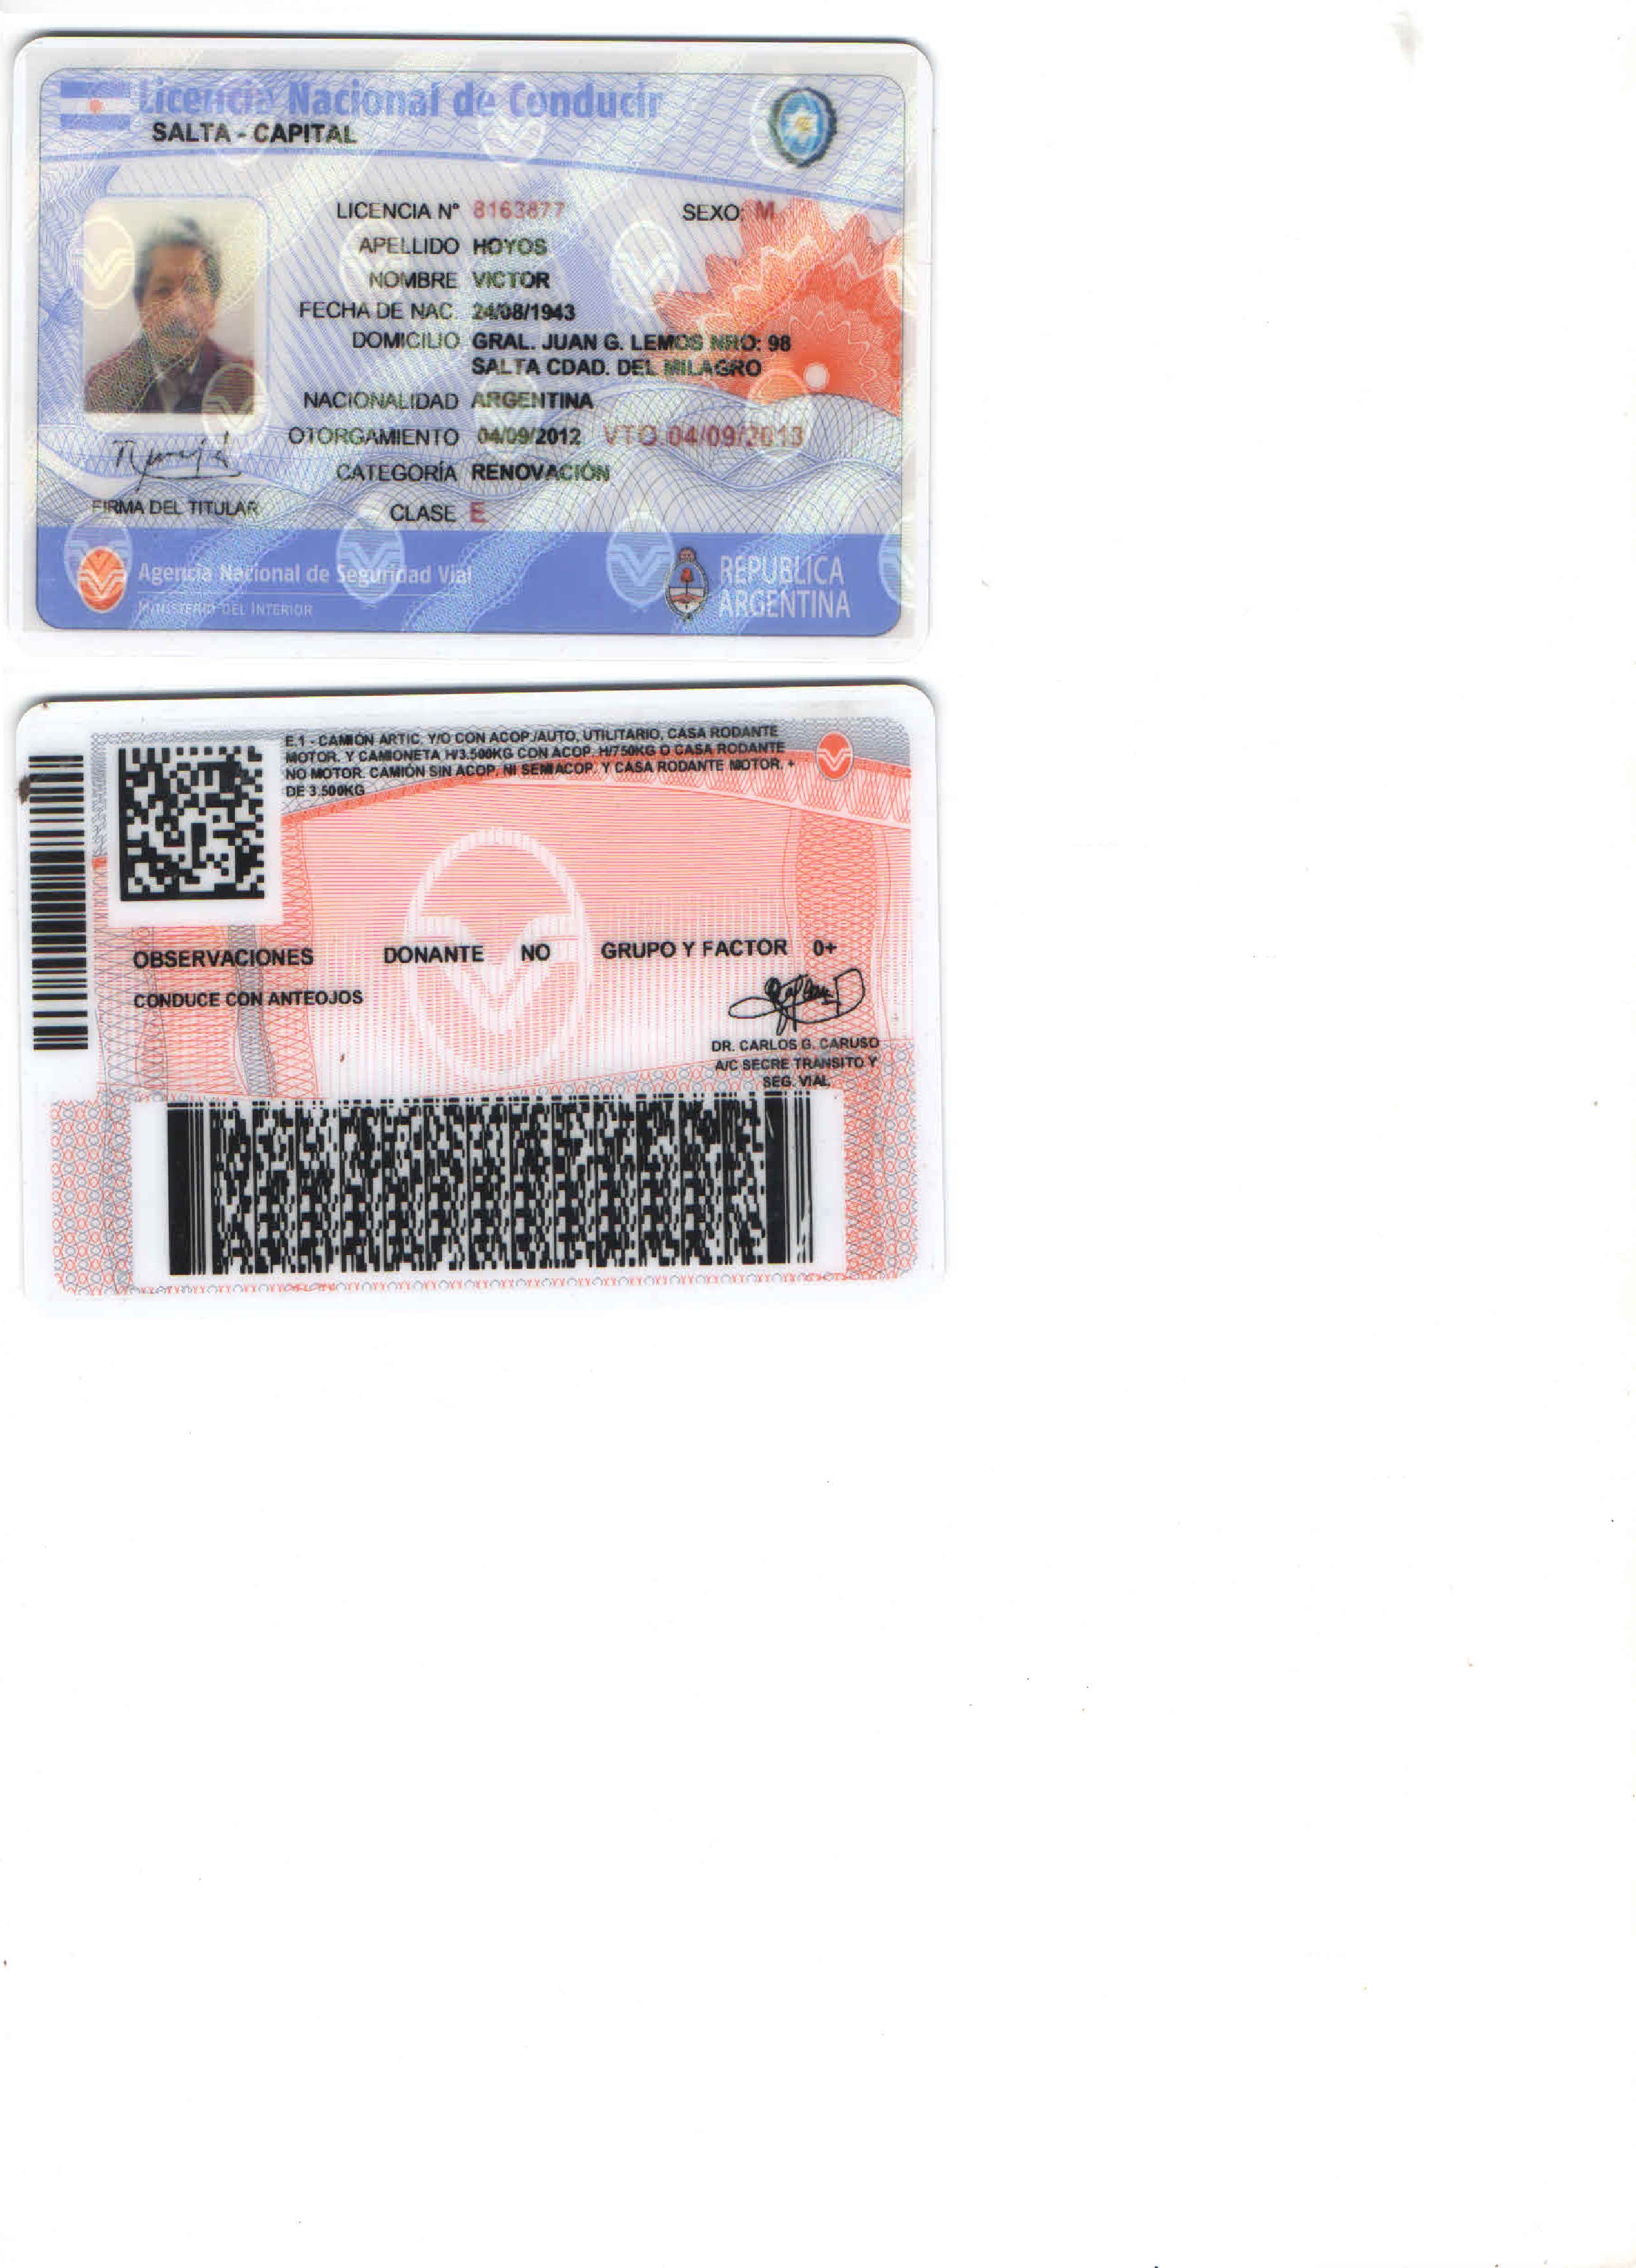 Licencia Nacional de Conducir
SALTA - CAPITAL
LICENCIA N° 8163877 SEXO: M
APELLIDO HOYOS
NOMBRE VICTOR
FECHA DE NAC. 24/08/1943
DOMICILIO GRAL. JUAN G. LEMOS NRO: 98
SALTA CDAD. DEL MILAGRO
NACIONALIDAD ARGENTINA
OTORGAMIENTO 04/09/2012 VTO.04/09/2013
CATEGORÍA RENOVACIÓN
FIRMA DEL TITULAR CLASE E
Agencia Nacional de Seguridad Vial
MINISTERIO DEL INTERIOR
REPUBLICA
ARGENTINA
E.1 - CAMIÓN ARTIC. Y/O CON ACOP./AUTO, UTILITARIO, CASA RODANTE
MOTOR. Y CAMIONETA H/3.500KG CON ACOP. H/750KG O CASA RODANTE
NO MOTOR. CAMIÓN SIN ACOP. NI SEMIACOP. Y CASA RODANTE MOTOR. +
DE 3.500KG
OBSERVACIONES DONANTE NO GRUPO Y FACTOR 0+
CONDUCE CON ANTEOJOS
DR. CARLOS G. CARUSO
A/C SECRE TRANSITO Y
SEG. VIAL